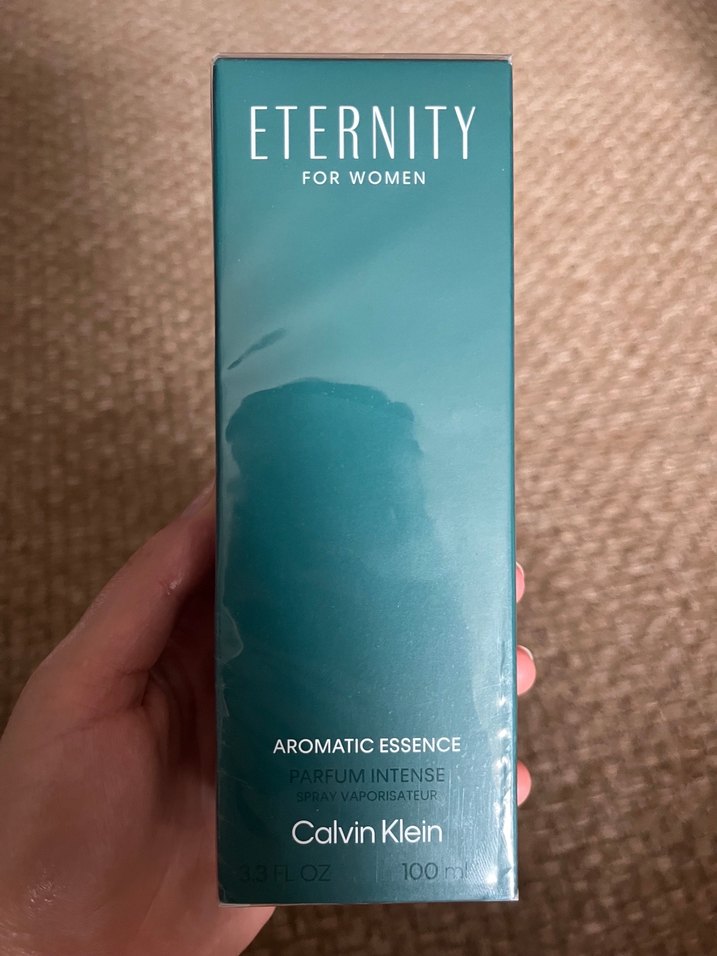 ETERNITY
FOR WOMEN
AROMATIC ESSENCE
PARFUM INTENSE
SPRAY VAPORISATEUR
Calvin Klein
3.3 FL OZ 100 ml